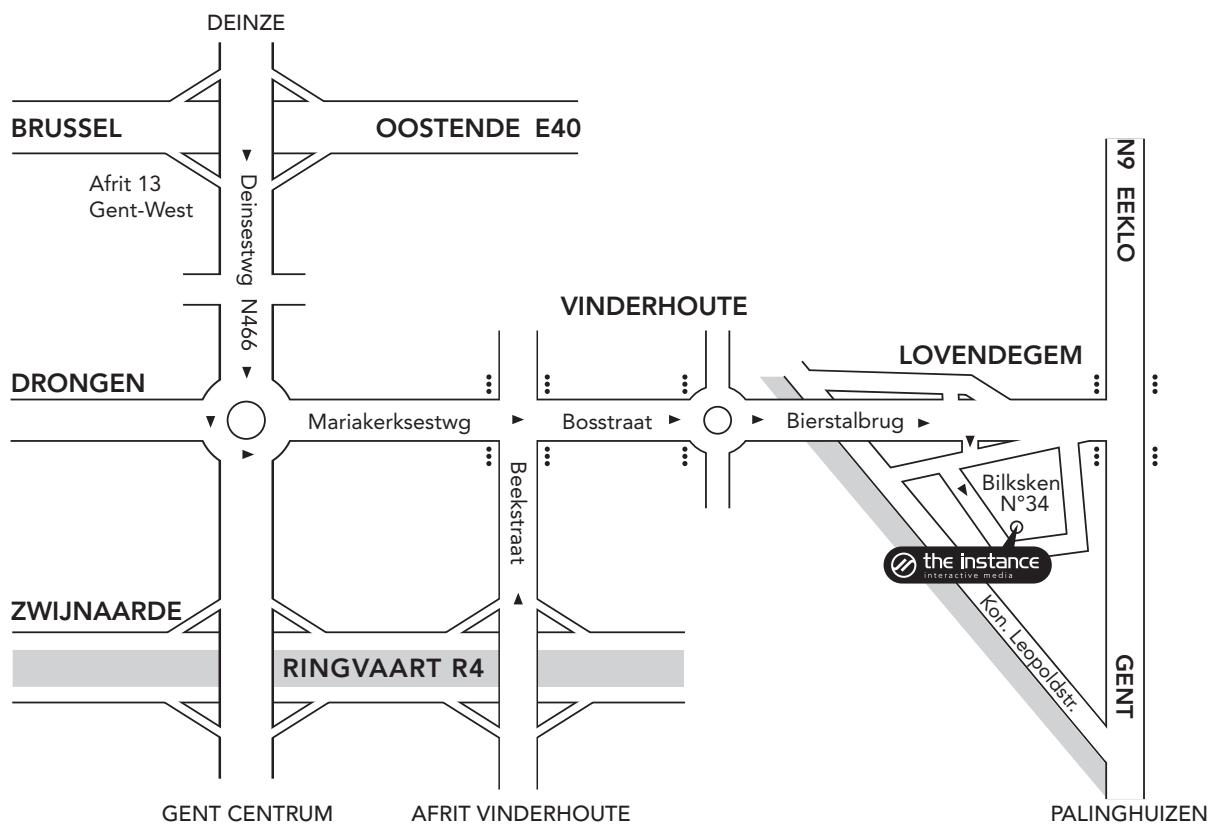 DEINZE
BRUSSEL
OOSTENDE E40
Afrit 13
Gent-West
Deinsestwg N466
N9 EEKLO
VINDERHOUTE
LOVENDEGEM
DRONGEN
Mariakerksestwg
Bosstraat
Bierstalbrug
Beekstraat
Bilksken
N°34
the instance
interactive media
ZWIJNAARDE
Kon. Leopoldstr.
RINGVAART R4
GENT
GENT CENTRUM
AFRIT VINDERHOUTE
PALINGHUIZEN